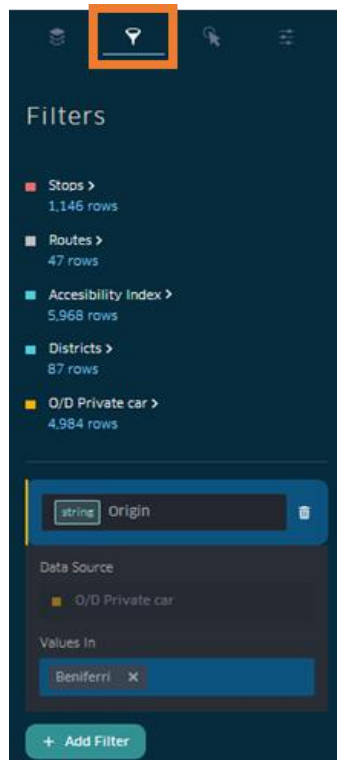 Filters
Stops >
1,146 rows
Routes >
47 rows
Accesibility Index >
5,968 rows
Districts >
87 rows
O/D Private car >
4,984 rows
string Origin
Data Source
O/D Private car
Values In
Beniferri ×
+ Add Filter